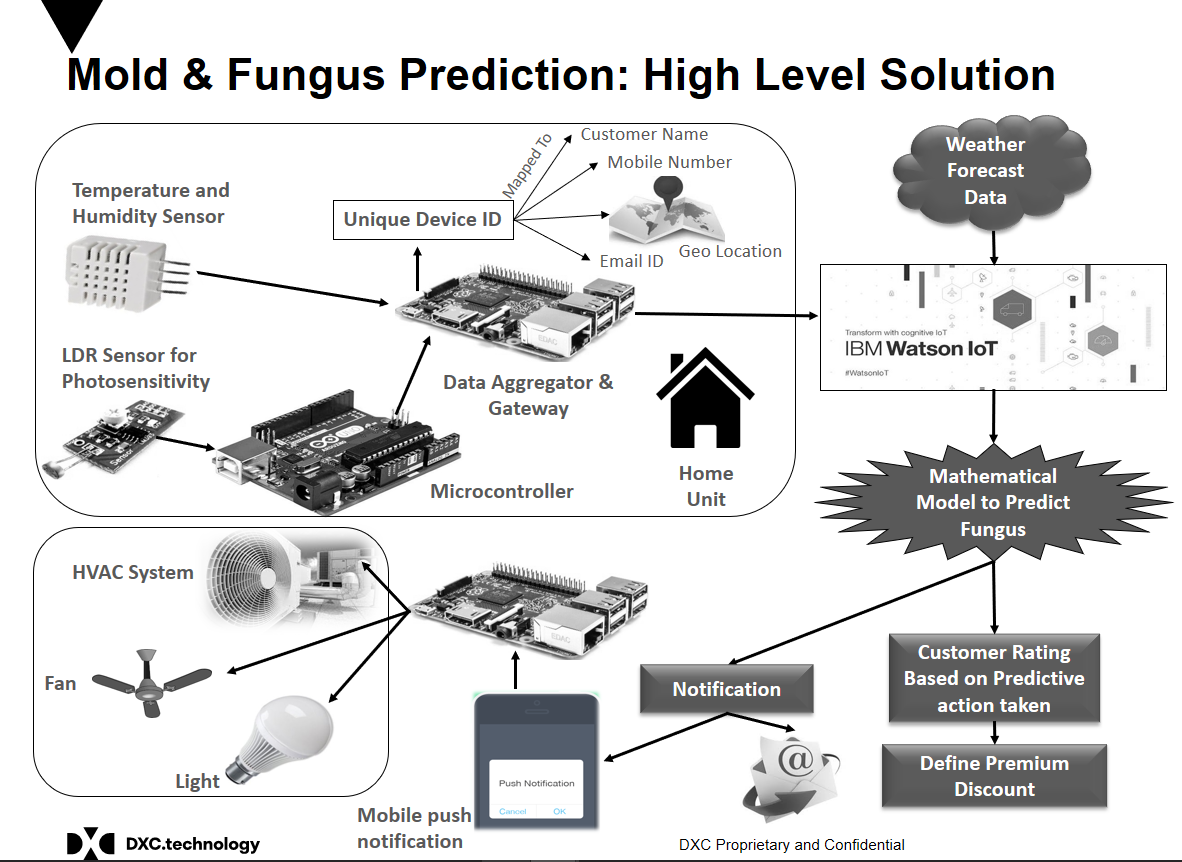 Mold & Fungus Prediction: High Level Solution
Temperature and
Humidity Sensor
Unique Device ID
Mapped To
Customer Name
Mobile Number
Geo Location
Email ID
Weather
Forecast
Data
LDR Sensor for
Photosensitivity
Sensor
Data Aggregator &
Gateway
EDAC
Microcontroller
Home
Unit
Transform with cognitive IoT
IBM Watson IoT
#WatsonIoT
Mathematical
Model to Predict
Fungus
HVAC System
Fan
Light
EDAC
Push Notification
Cancel
OK
Mobile push
notification
Notification
@
Customer Rating
Based on Predictive
action taken
Define Premium
Discount
DXC.technology
DXC Proprietary and Confidential